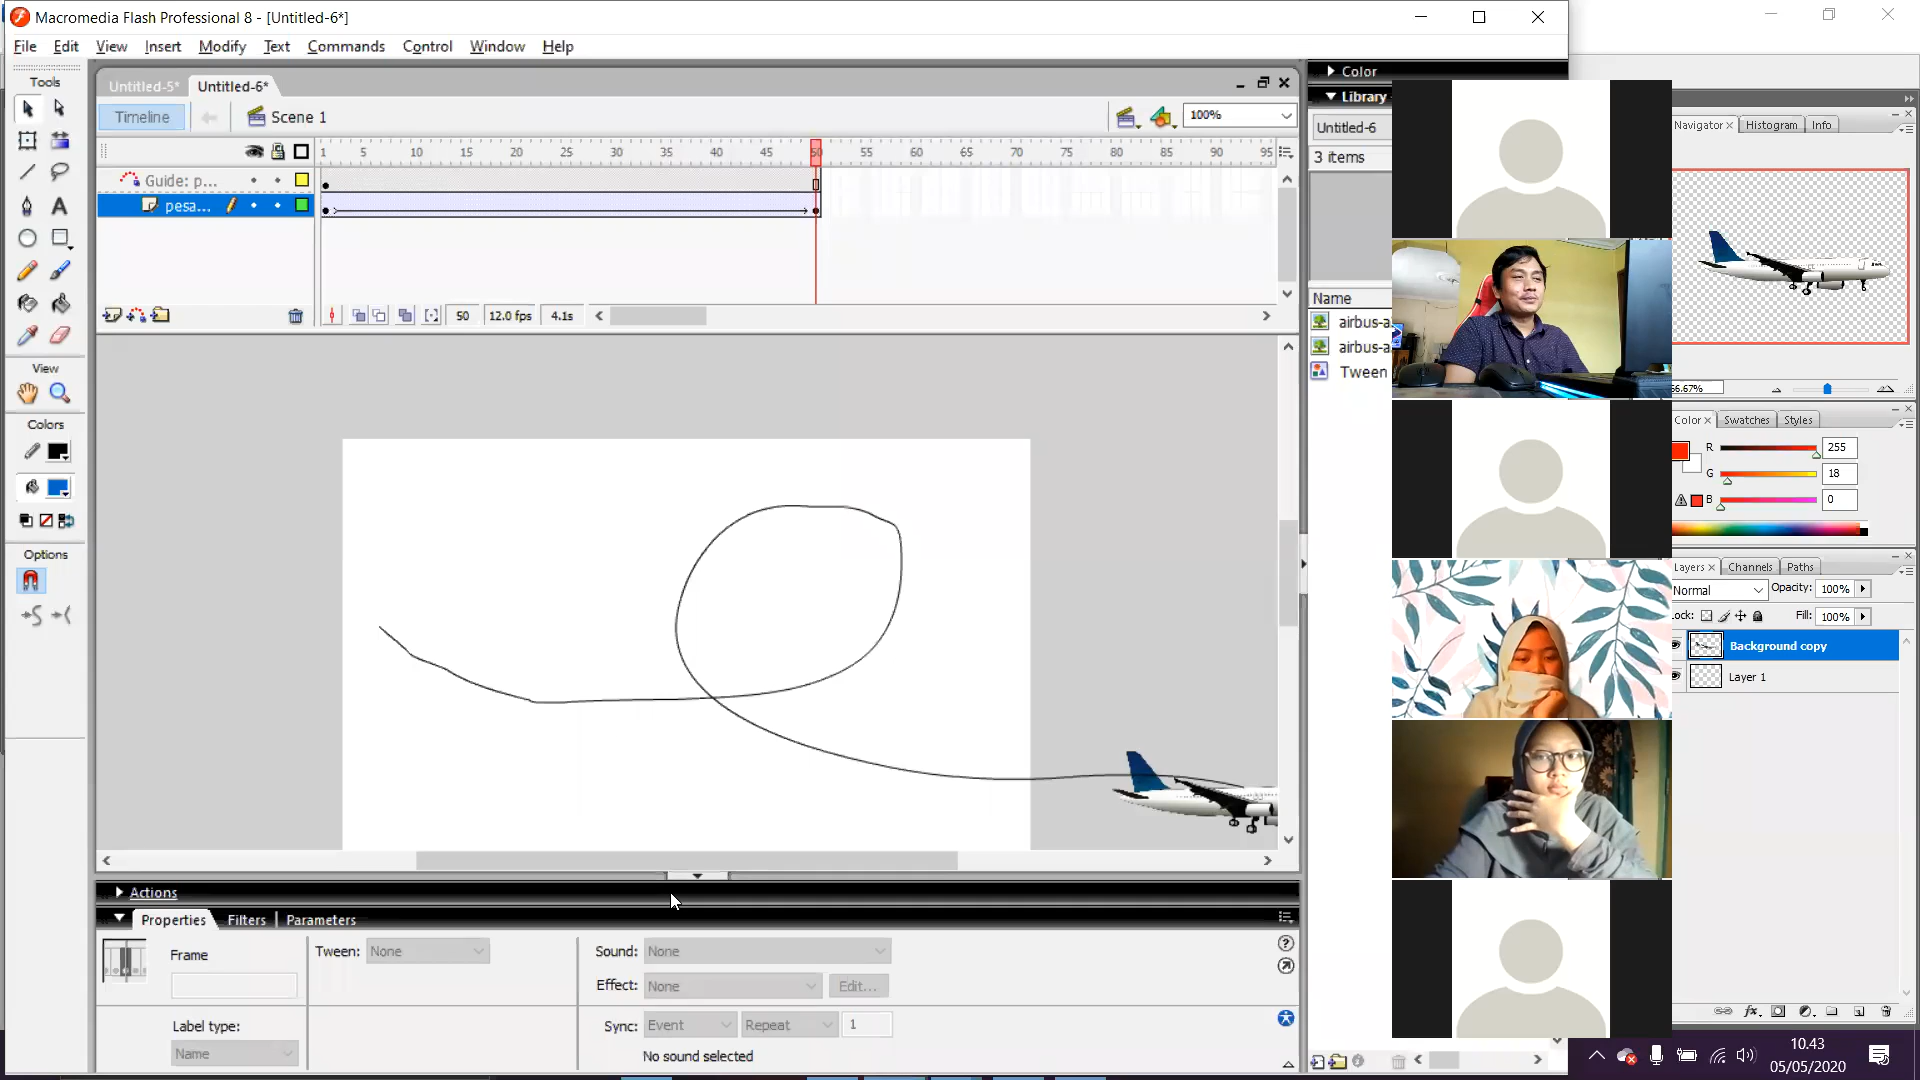 Macromedia Flash Professional 8 - [Untitled-6*]
File Edit View Insert Modify Text Commands Control Window Help
Tools
Untitled-5* Untitled-6*
Timeline Scene 1 100%
1 5 10 15 20 25 30 35 40 45 50 55 60 65 70 75 80 85 90 95
Guide: p...
pesa...
50 12.0 fps 4.1s
View
Colors
Options
Color
Library
Untitled-6
3 items
Name
airbus-a
airbus-a
Tween
Actions
Properties Filters Parameters
Frame
Tween: None
Label type:
Name
Sound: None
Effect: None Edit...
Sync: Event Repeat 1
No sound selected
Navigator Histogram Info
66.67%
Color Swatches Styles
R 255
G 18
B 0
Layers Channels Paths
Normal Opacity: 100%
Lock: Fill: 100%
Background copy
Layer 1
10.43
05/05/2020